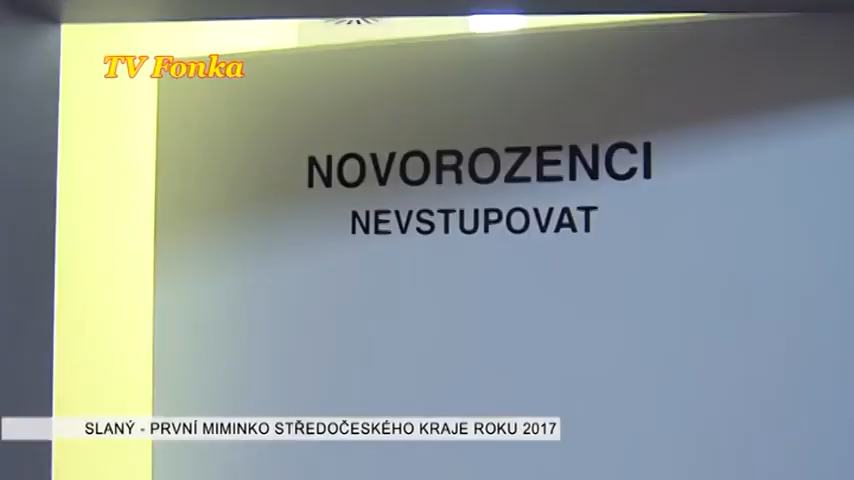 TV Fonka
NOVOROZENCI
NEVSTUPOVAT
SLANÝ - PRVNÍ MIMINKO STŘEDOČESKÉHO KRAJE ROKU 2017